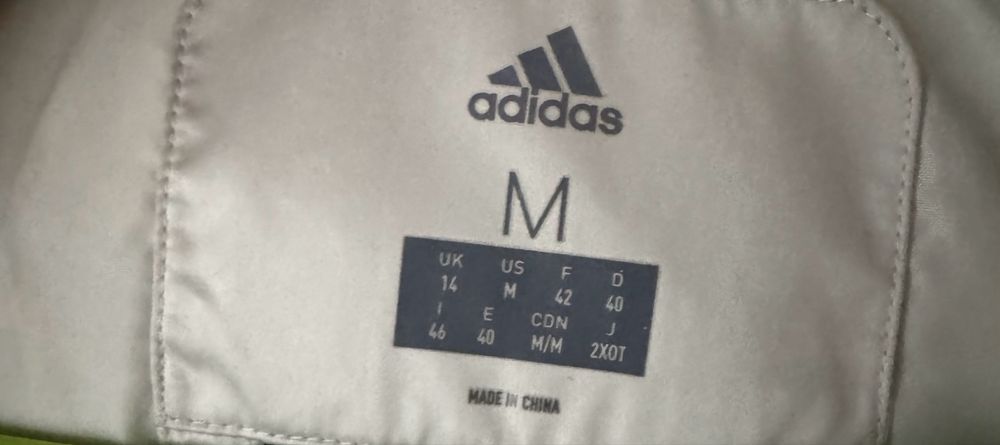 adidas
M
UK US F D
14 M 42 40
I E CDN J
46 40 M/M 2XOT
MADE IN CHINA